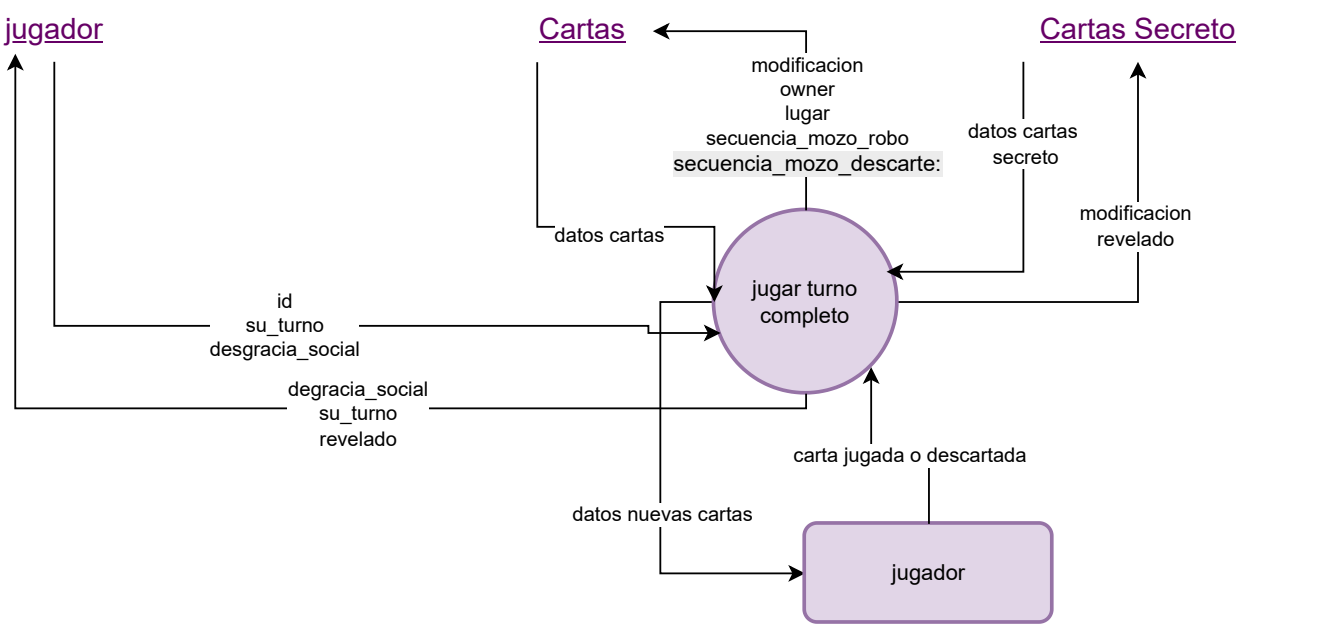 jugador
Cartas
Cartas Secreto
modificacion
owner
lugar
secuencia_mozo_robo
secuencia_mozo_descarte:
datos cartas
secreto
modificacion
revelado
datos cartas
jugar turno
completo
id
su_turno
desgracia_social
degracia_social
su_turno
revelado
carta jugada o descartada
datos nuevas cartas
jugador